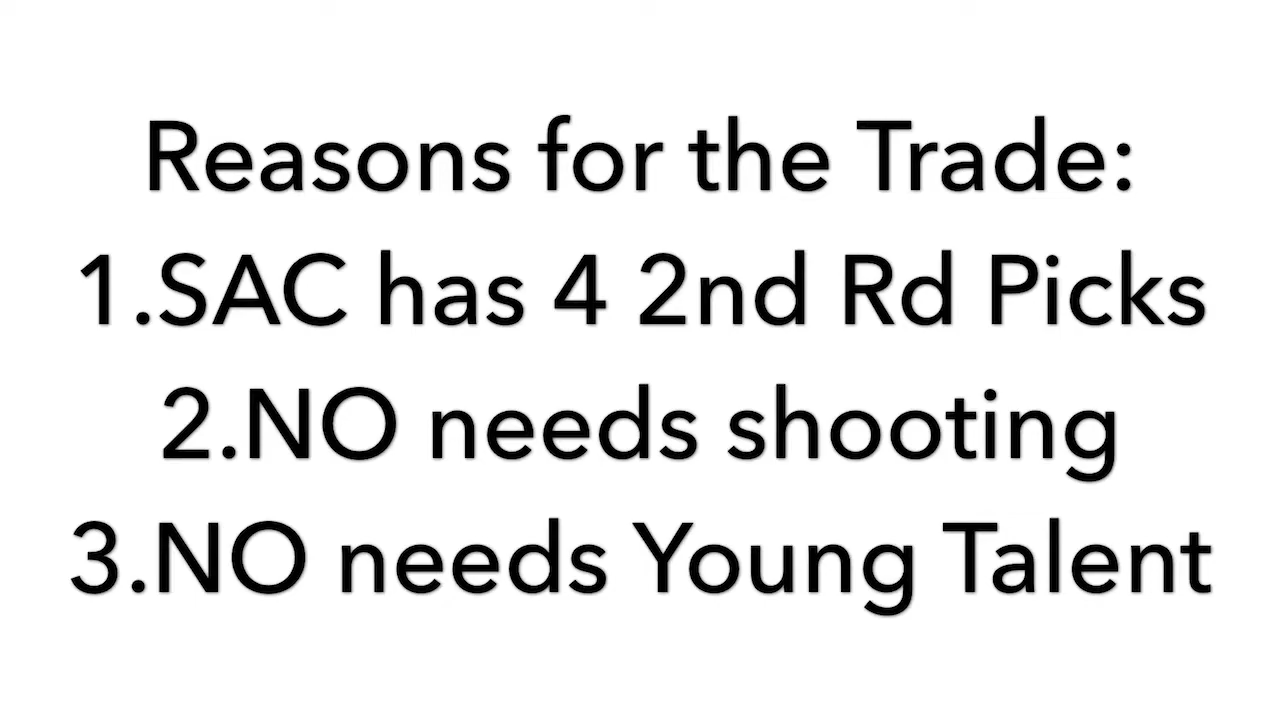 Reasons for the Trade:
1.SAC has 4 2nd Rd Picks
2.NO needs shooting
3.NO needs Young Talent